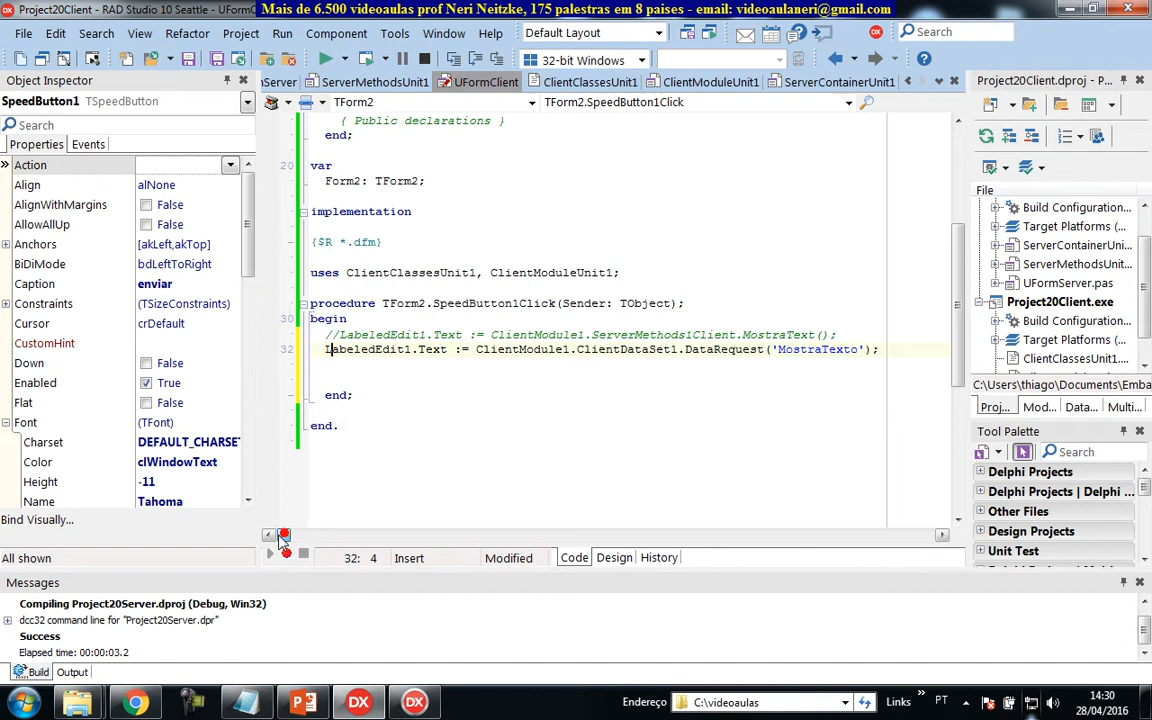 Project20Client - RAD Studio 10 Seattle - UFormC
Mais de 6.500 videoaulas prof Neri Neitzke, 175 palestras em 8 paises - email: videoaulaneri@gmail.com
File Edit Search View Refactor Project Run Component Tools Window Help
Default Layout
Search
32-bit Windows
Object Inspector
SpeedButton1 TSpeedButton
Search
Properties Events
Action
Align alNone
AlignWithMargins False
AllowAllUp False
Anchors [akLeft,akTop]
BiDiMode bdLeftToRight
Caption enviar
Constraints (TSizeConstraints)
Cursor crDefault
CustomHint
Down False
Enabled True
Flat False
Font (TFont)
Charset DEFAULT_CHARSE
Color clWindowText
Height -11
Name Tahoma
Bind Visually...
All shown
Server ServerMethodsUnit1 UFormClient ClientClassesUnit1 ClientModuleUnit1 ServerContainerUnit1
TForm2 TForm2.SpeedButton1Click
{ Public declarations }
end;
20 var
Form2: TForm2;
implementation
{$R *.dfm}
uses ClientClassesUnit1, ClientModuleUnit1;
procedure TForm2.SpeedButton1Click(Sender: TObject);
30 begin
//LabeledEdit1.Text := ClientModule1.ServerMethods1Client.MostraText();
32 LabeledEdit1.Text := ClientModule1.ClientDataSet1.DataRequest('MostraTexto');
end;
end.
32: 4 Insert Modified Code Design History
Project20Client.dproj - P...
File
Build Configuration...
Target Platforms (...
ServerContainerUni...
ServerMethodsUnit...
UFormServer.pas
Project20Client.exe
Build Configuration...
Target Platforms (...
ClientClassesUnit1...
C:\Users\thiago\Documents\Emba
Proj... Mod... Data... Multi...
Tool Palette
Search
Delphi Projects
Delphi Projects | Delphi ...
Other Files
Design Projects
Unit Test
Messages
Compiling Project20Server.dproj (Debug, Win32)
dcc32 command line for "Project20Server.dpr"
Success
Elapsed time: 00:00:03.2
Build Output
Endereço C:\videoaulas Links » PT
14:30
28/04/2016